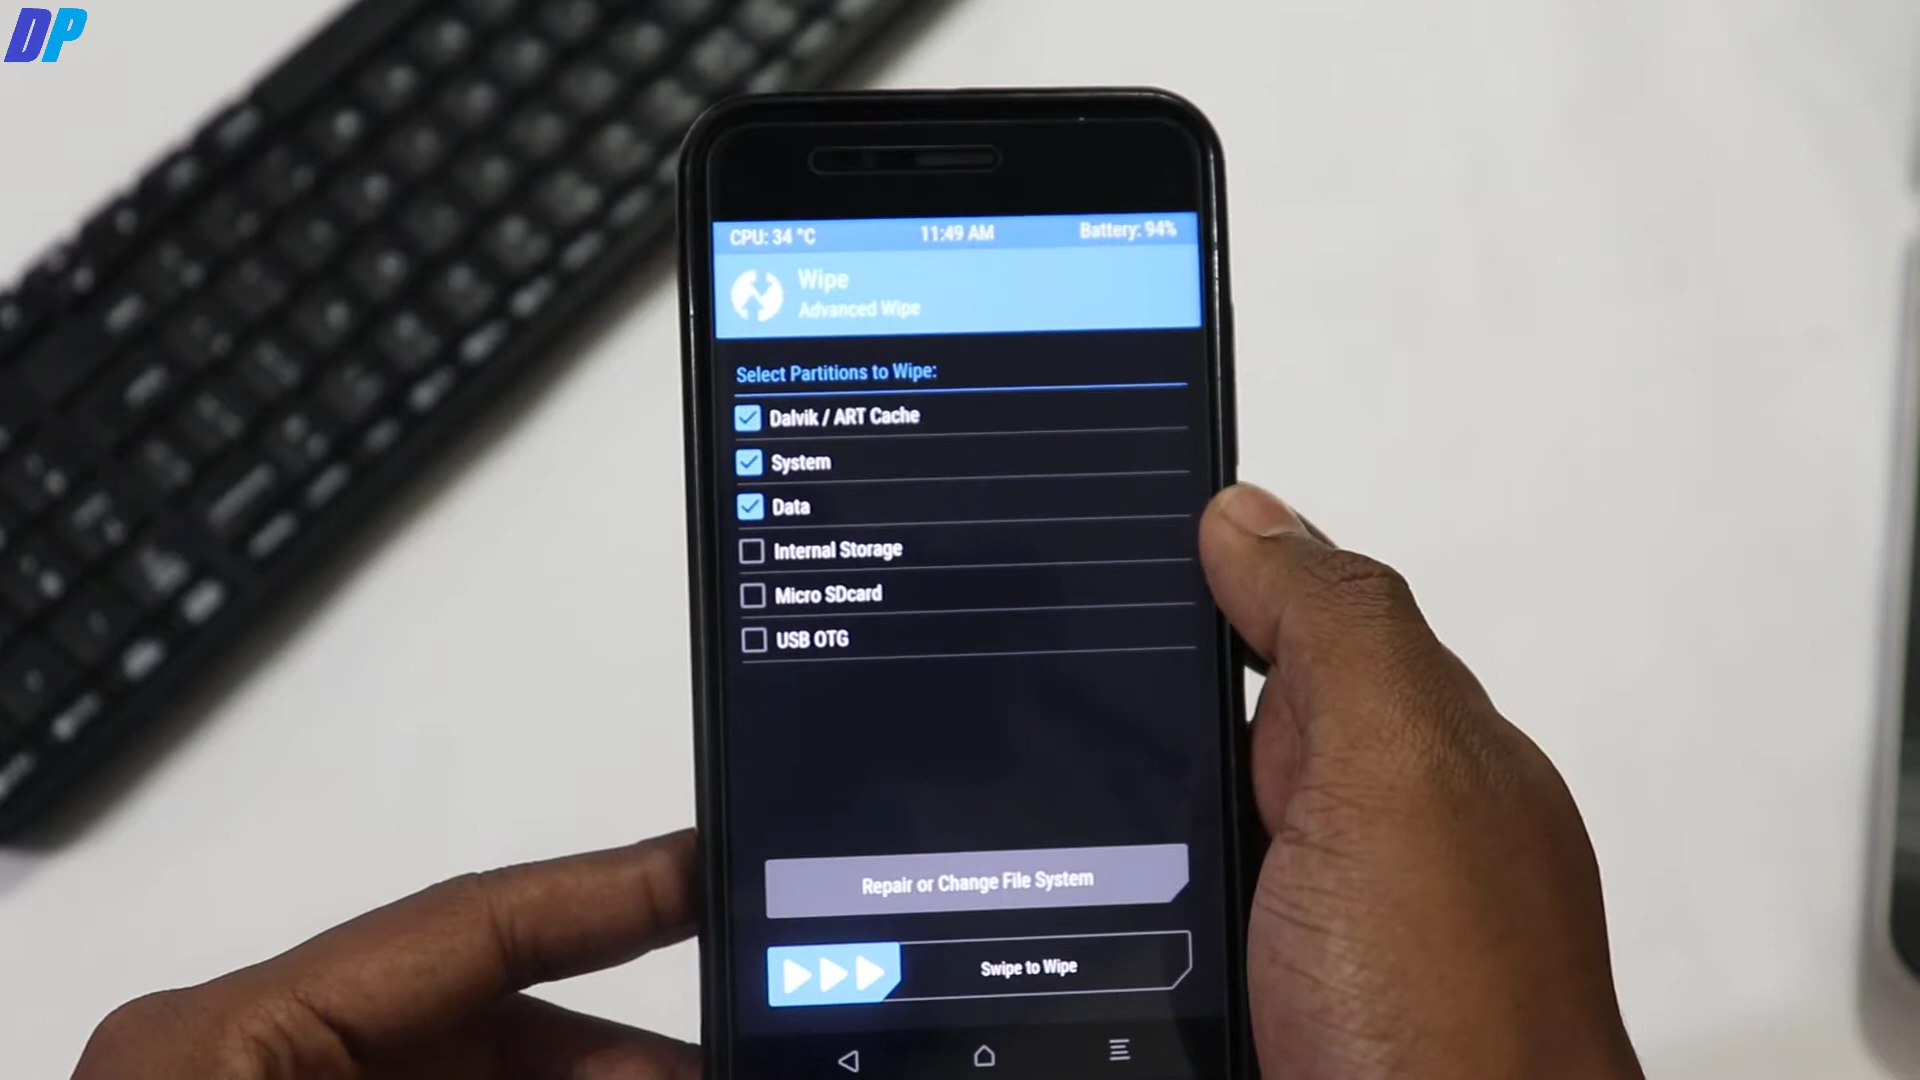 DP
CPU: 34 °C 11:49 AM Battery: 94%
Wipe
Advanced Wipe
Select Partitions to Wipe:
Dalvik / ART Cache
System
Data
Internal Storage
Micro SDcard
USB OTG
Repair or Change File System
Swipe to Wipe